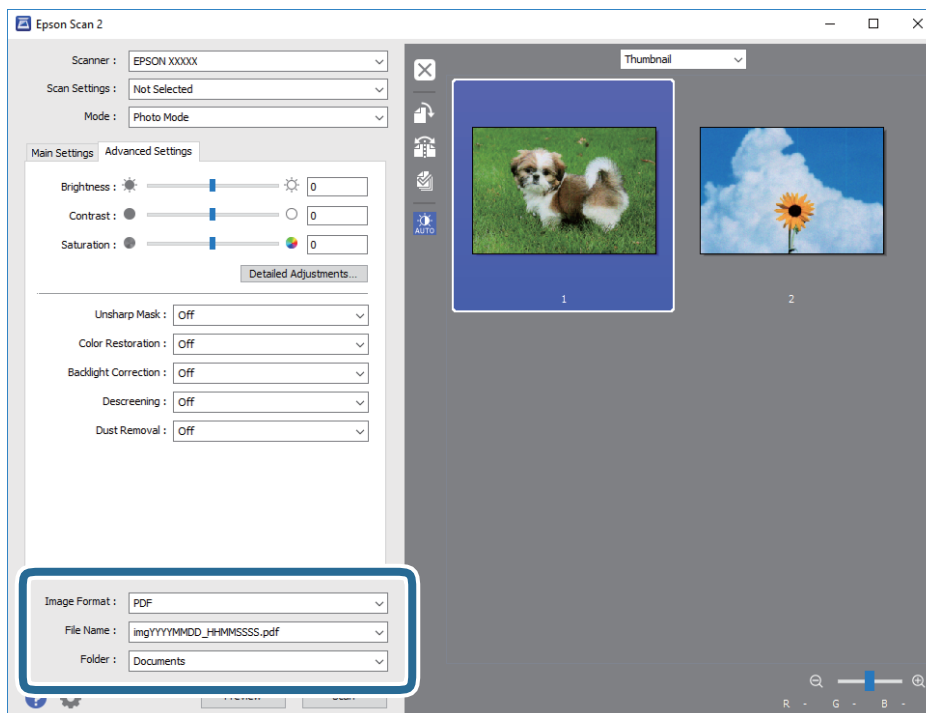 Epson Scan 2
Scanner : EPSON XXXXX
Scan Settings : Not Selected
Mode : Photo Mode
Main Settings Advanced Settings
Brightness : 0
Contrast : 0
Saturation : 0
Detailed Adjustments...
Unsharp Mask : Off
Color Restoration : Off
Backlight Correction : Off
Descreening : Off
Dust Removal : Off
Image Format : PDF
File Name : imgYYYYMMDD_HHMMSSSS.pdf
Folder : Documents
Thumbnail
AUTO
1 2
R - G - B -